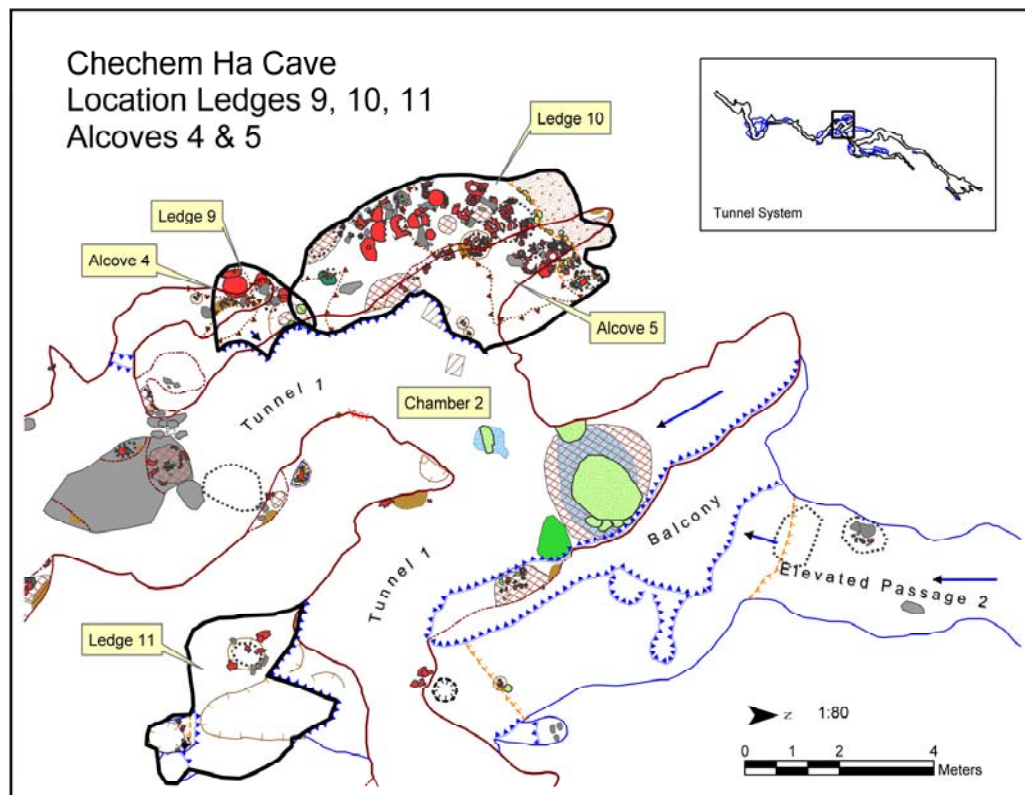 Chechem Ha Cave
Location Ledges 9, 10, 11
Alcoves 4 & 5
Ledge 10
Ledge 9
Alcove 4
Tunnel System
Alcove 5
Tunnel 1
Chamber 2
Balcony
Tunnel 1
Elevated Passage 2
Ledge 11
N
1:80
0 1 2 4
Meters